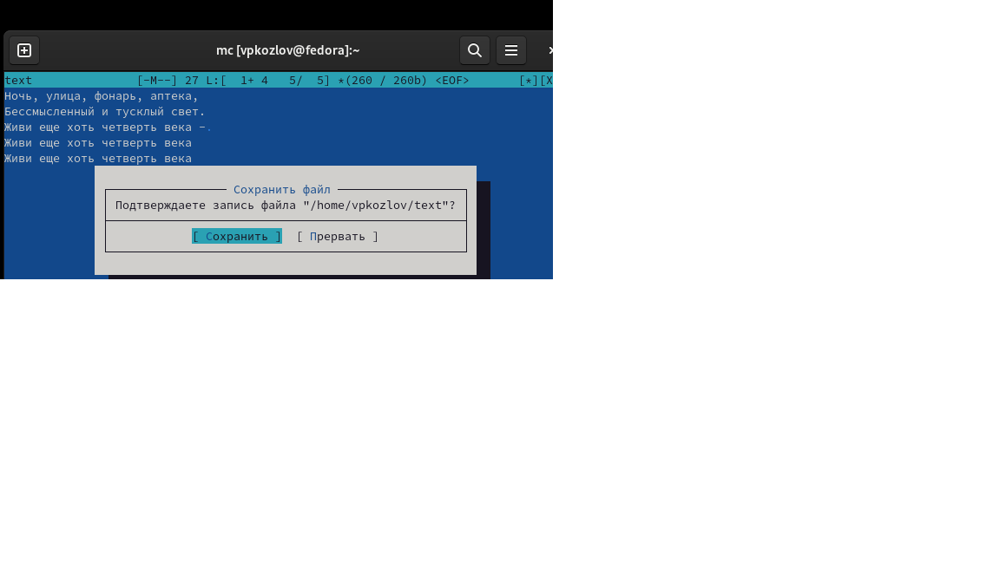 mc [vpkozlov@fedora]:~
text [-M--] 27 L:[ 1+ 4 5/ 5] *(260 / 260b) <EOF> [*][X
Ночь, улица, фонарь, аптека,
Бессмысленный и тусклый свет.
Живи еще хоть четверть века -.
Живи еще хоть четверть века
Живи еще хоть четверть века
Сохранить файл
Подтверждаете запись файла "/home/vpkozlov/text"?
[ Сохранить ] [ Прервать ]